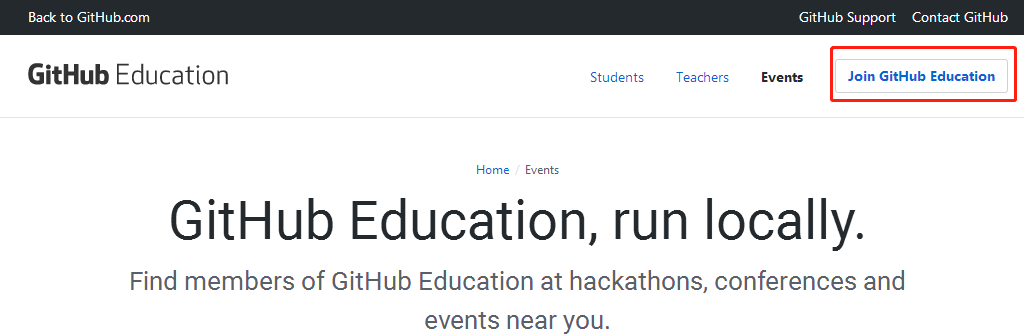 Back to GitHub.com GitHub Support Contact GitHub
GitHub Education Students Teachers Events Join GitHub Education
Home / Events
GitHub Education, run locally.
Find members of GitHub Education at hackathons, conferences and
events near you.